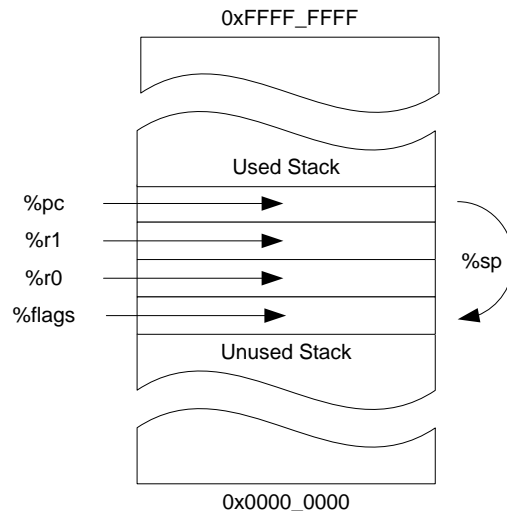 0xFFFF_FFFF
Used Stack
%pc
%r1
%r0
%sp
%flags
Unused Stack
0x0000_0000